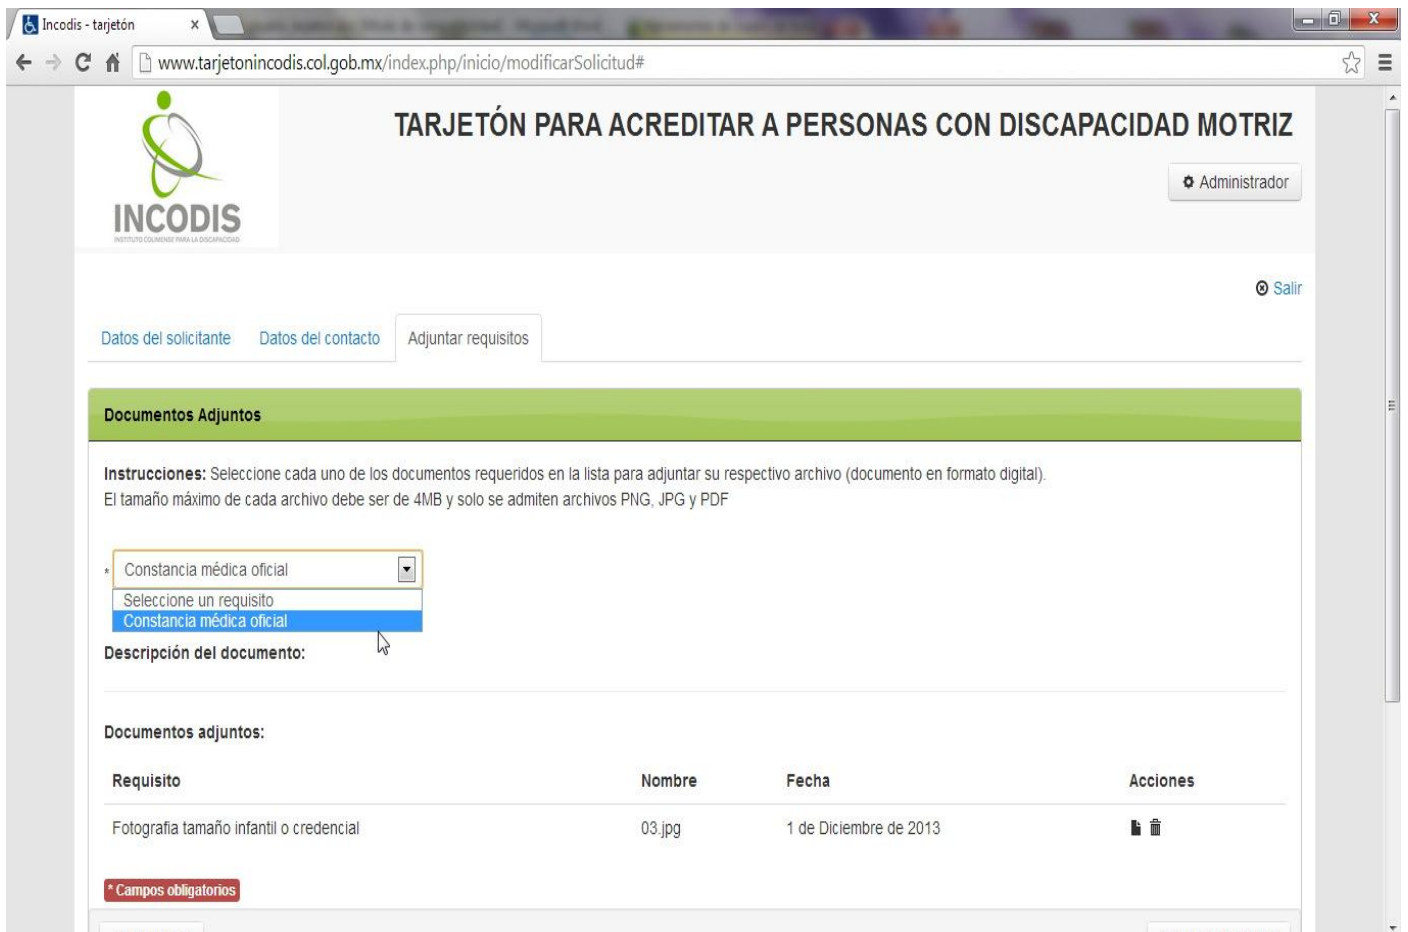 Incodis - tarjetón
www.tarjetonincodis.col.gob.mx/index.php/inicio/modificarSolicitud#
TARJETÓN PARA ACREDITAR A PERSONAS CON DISCAPACIDAD MOTRIZ
Administrador
INCODIS
INSTITUTO COLIMENSE PARA LA DISCAPACIDAD
Salir
Datos del solicitante Datos del contacto Adjuntar requisitos
Documentos Adjuntos
Instrucciones: Seleccione cada uno de los documentos requeridos en la lista para adjuntar su respectivo archivo (documento en formato digital).
El tamaño máximo de cada archivo debe ser de 4MB y solo se admiten archivos PNG, JPG y PDF
* Constancia médica oficial
Seleccione un requisito
Constancia médica oficial
Descripción del documento:
Documentos adjuntos:
Requisito Nombre Fecha Acciones
Fotografia tamaño infantil o credencial 03.jpg 1 de Diciembre de 2013
* Campos obligatorios